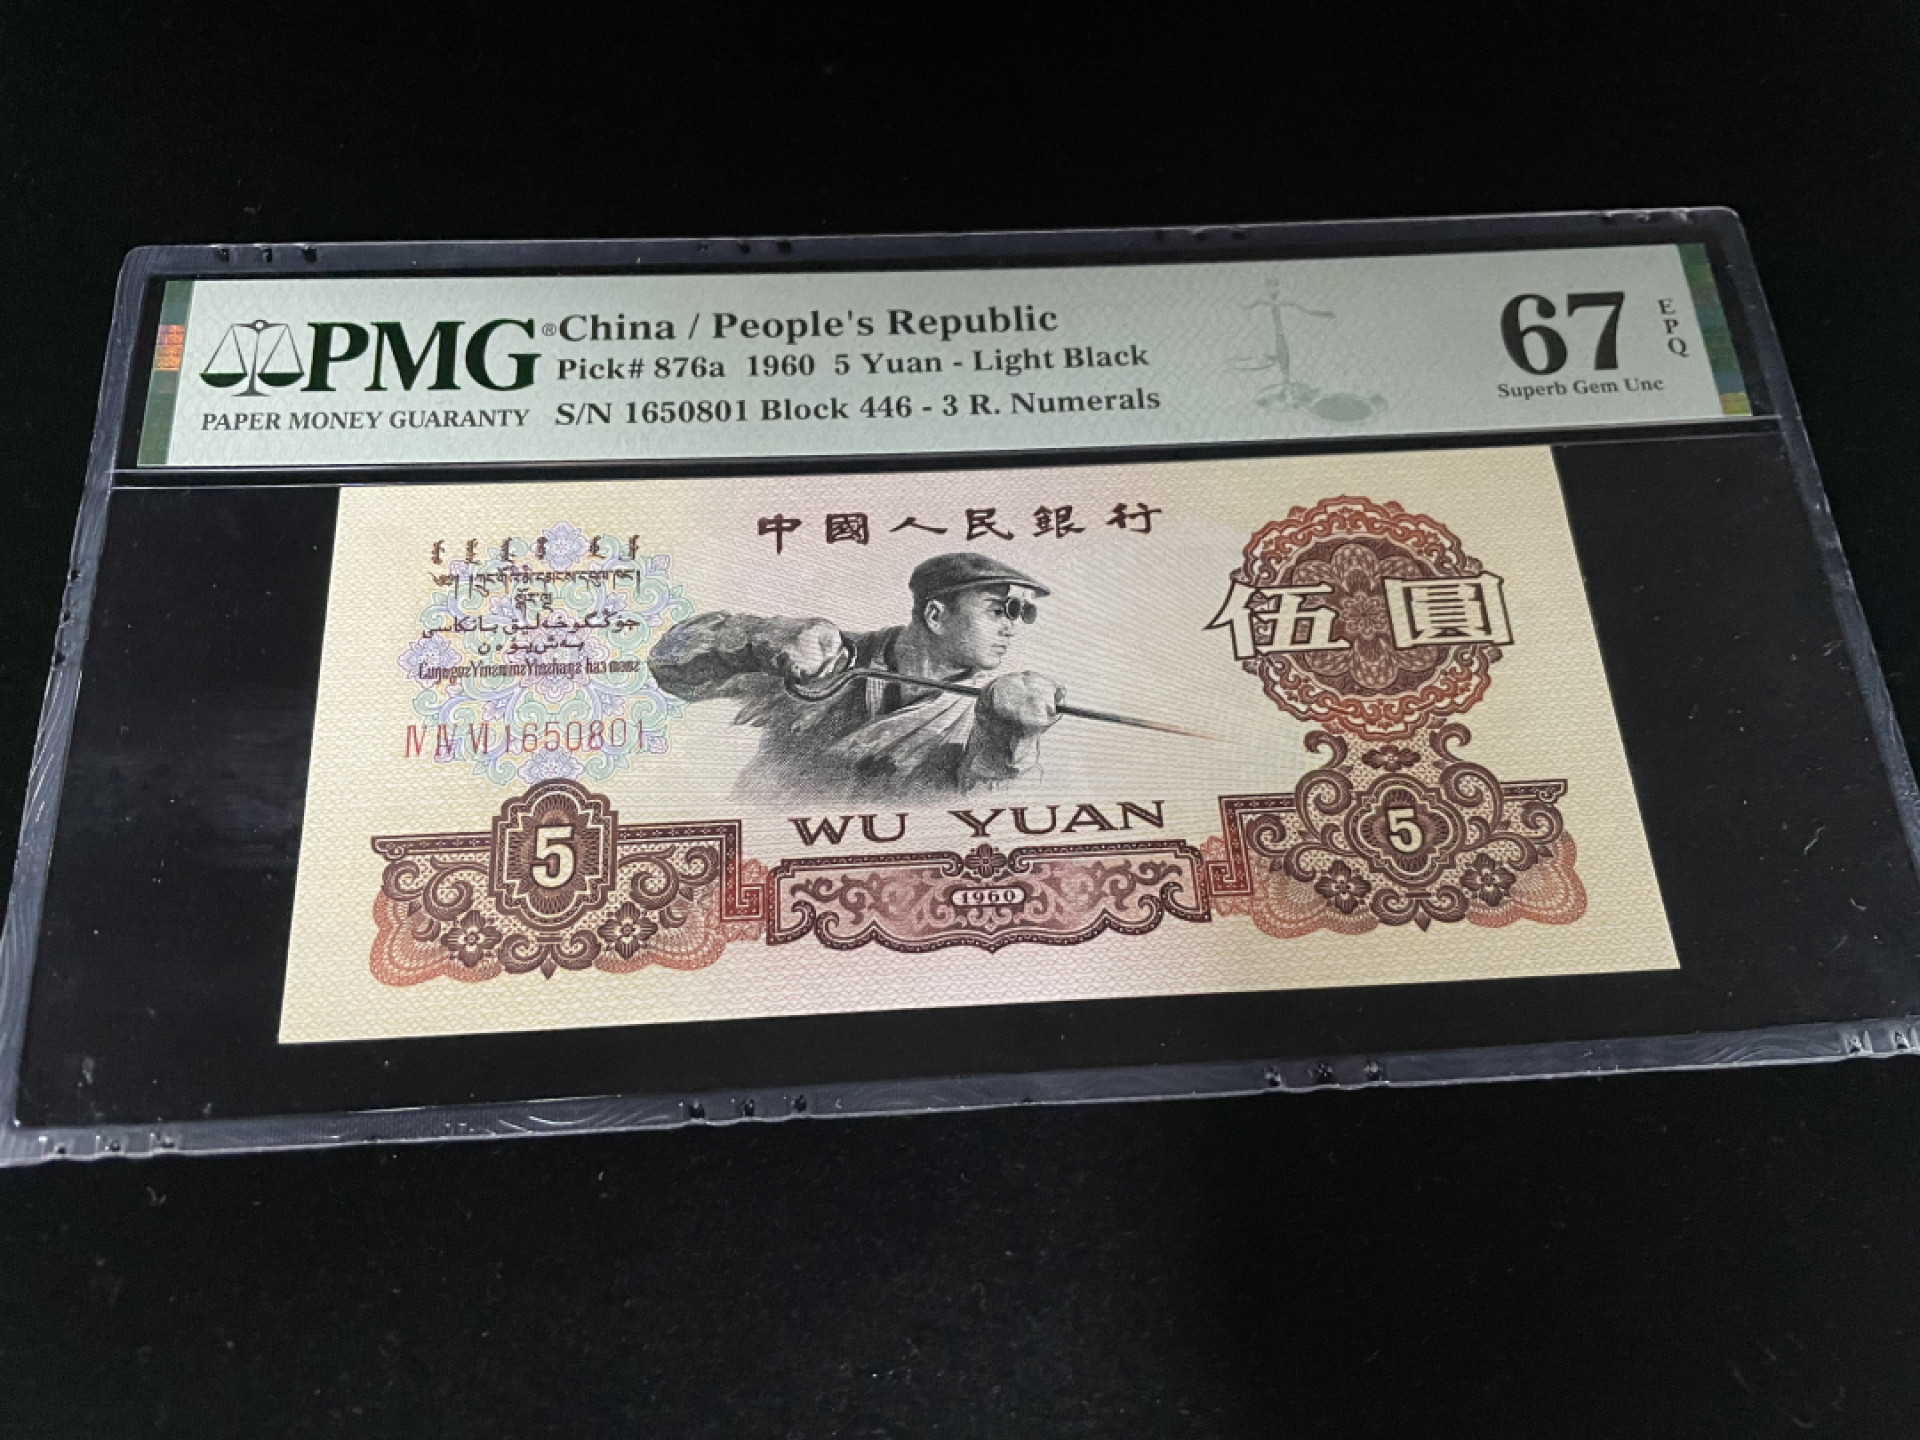 PMG®
PAPER MONEY GUARANTY
China / People's Republic
Pick# 876a 1960 5 Yuan - Light Black
S/N 1650801 Block 446 - 3 R. Numerals
67
EPQ
Superb Gem Unc
中國人民銀行
伍圓
IV IV VI 1650801
WU YUAN
5
5
1960